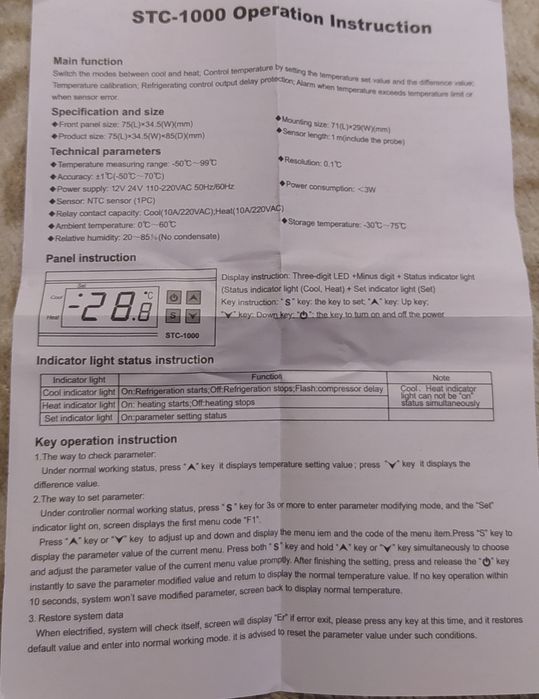 STC-1000 Operation Instruction
Main function
Switch the modes between cool and heat; Control temperature by setting the temperature set value and the difference value;
Temperature calibration; Refrigerating control output delay protection; Alarm when temperature exceeds temperature limit or
when sensor error.
Specification and size
◆Front panel size: 75(L)×34.5(W)(mm)
◆Mounting size: 71(L)×29(W)(mm)
◆Product size: 75(L)×34.5(W)×85(D)(mm)
◆Sensor length: 1m(include the probe)
Technical parameters
◆Temperature measuring range: -50℃~99℃
◆Resolution: 0.1℃
◆Accuracy: ±1℃(-50℃~70℃)
◆Power supply: 12V 24V 110-220VAC 50Hz/60Hz
◆Power consumption: <3W
◆Sensor: NTC sensor (1PC)
◆Relay contact capacity: Cool(10A/220VAC);Heat(10A/220VAC)
◆Ambient temperature: 0℃~60℃
◆Storage temperature: -30℃~75℃
◆Relative humidity: 20~85%(No condensate)
Panel instruction
Set
Cool
Heat
-28.8
℃
S
STC-1000
Display instruction: Three-digit LED +Minus digit + Status indicator light
(Status indicator light (Cool, Heat) + Set indicator light (Set)
Key instruction: "S" key: the key to set; "⮝" key: Up key;
"⮟" key: Down key; "⏻": the key to turn on and off the power
Indicator light status instruction
Indicator light Function Note
Cool indicator light On:Refrigeration starts;Off:Refrigeration stops;Flash:compressor delay
Heat indicator light On: heating starts;Off:heating stops
Cool、Heat indicator
light can not be "on"
status simultaneously
Set indicator light On:parameter setting status
Key operation instruction
1.The way to check parameter:
Under normal working status, press "⮝" key it displays temperature setting value; press "⮟" key it displays the
difference value.
2.The way to set parameter:
Under controller normal working status, press "S" key for 3s or more to enter parameter modifying mode, and the "Set"
indicator light on, screen displays the first menu code "F1".
Press "⮝" key or "⮟" key to adjust up and down and display the menu iem and the code of the menu item.Press "S" key to
display the parameter value of the current menu. Press both "S" key and hold "⮝" key or "⮟" key simultaneously to choose
and adjust the parameter value of the current menu value promptly. After finishing the setting, press and release the "⏻" key
instantly to save the parameter modified value and return to display the normal temperature value. If no key operation within
10 seconds, system won't save modified parameter, screen back to display normal temperature.
3. Restore system data
When electrified, system will check itself, screen will display "Er" if error exit, please press any key at this time, and it restores
default value and enter into normal working mode. it is advised to reset the parameter value under such conditions.